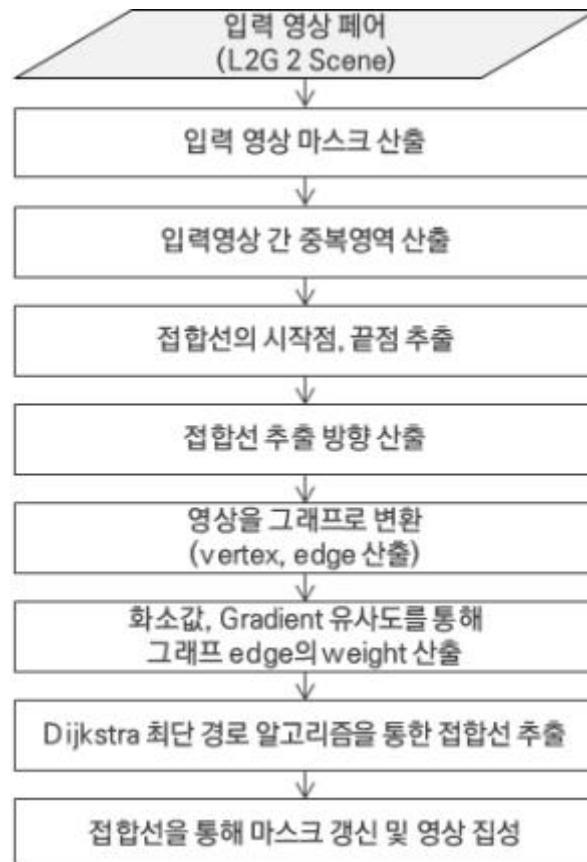 입력 영상 페어
(L2G 2 Scene)
입력 영상 마스크 산출
입력영상 간 중복영역 산출
접합선의 시작점, 끝점 추출
접합선 추출 방향 산출
영상을 그래프로 변환
(vertex, edge 산출)
화소값, Gradient 유사도를 통해
그래프 edge의 weight 산출
Dijkstra 최단 경로 알고리즘을 통한 접합선 추출
접합선을 통해 마스크 갱신 및 영상 집성